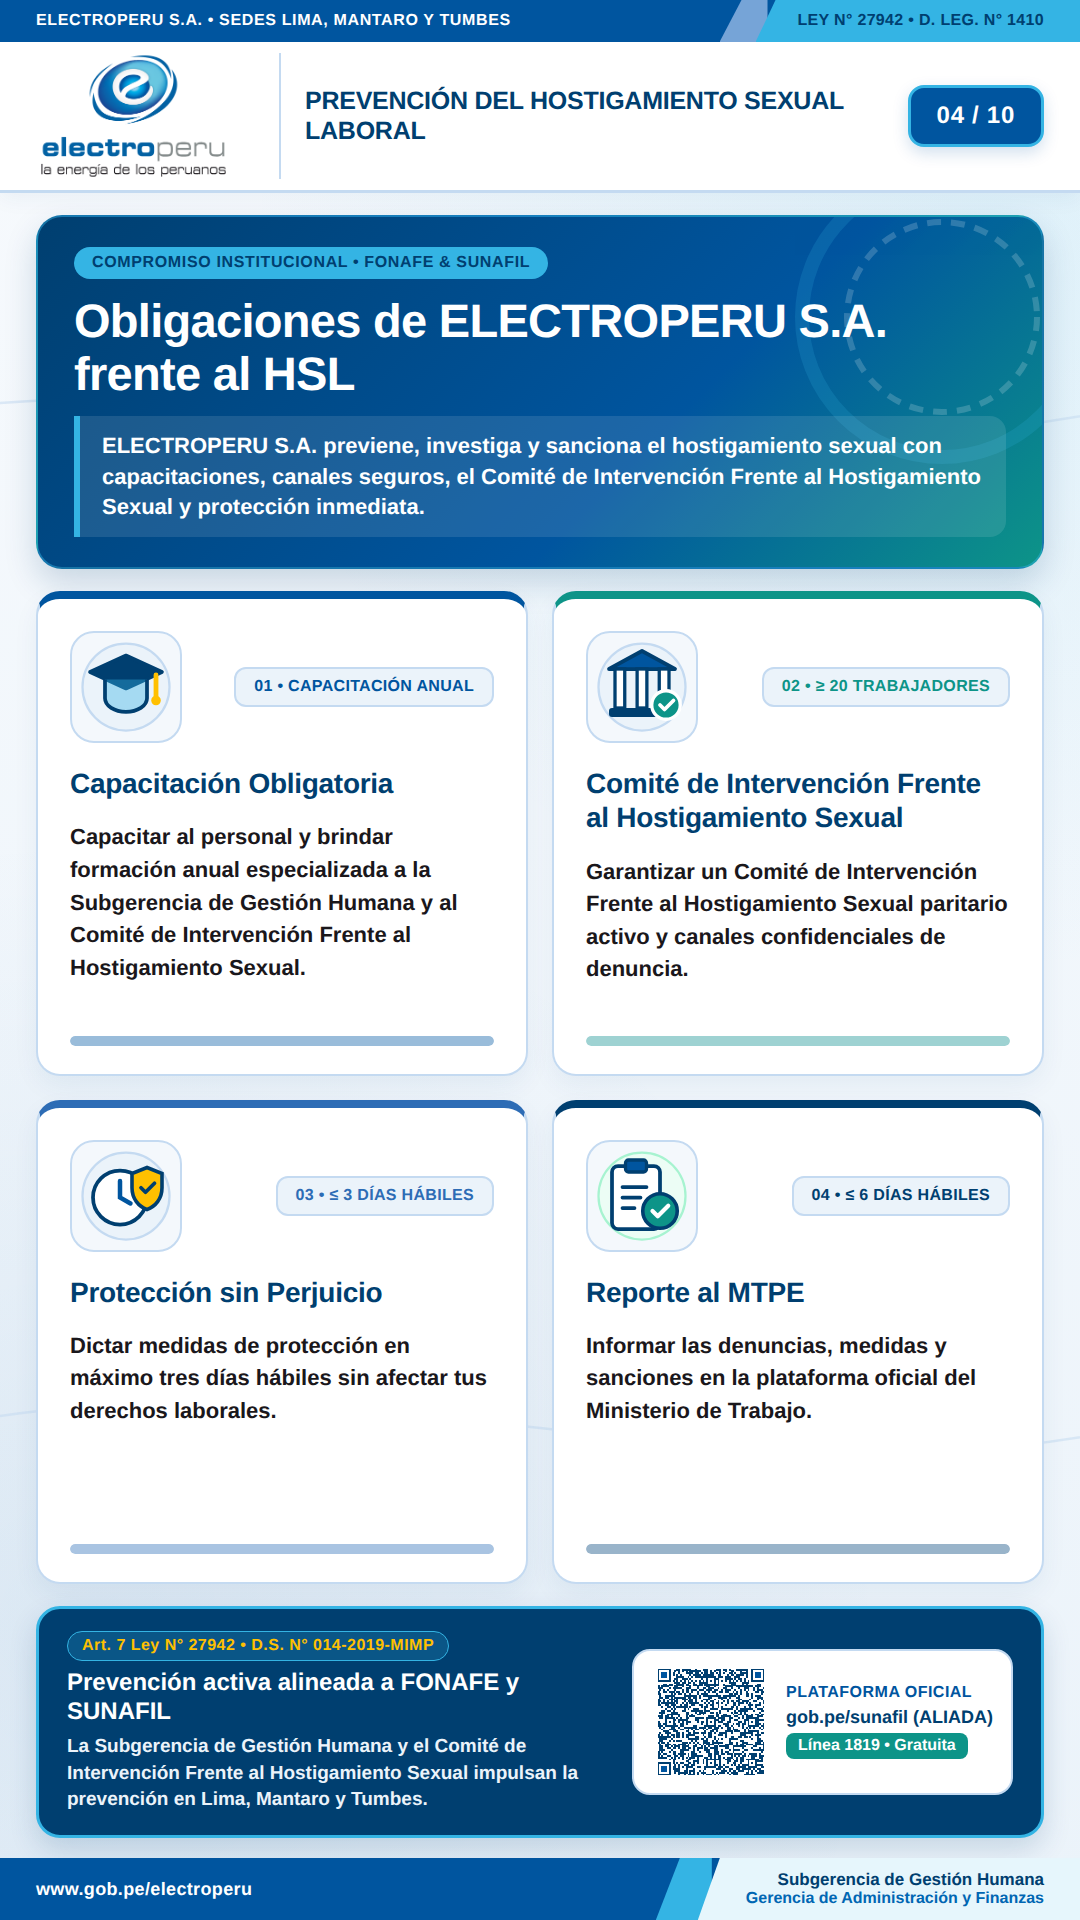 ELECTROPERU S.A. • SEDES LIMA, MANTARO Y TUMBES
LEY N° 27942 • D. LEG. N° 1410
electroperu
la energía de los peruanos
PREVENCIÓN DEL HOSTIGAMIENTO SEXUAL
LABORAL
04 / 10
COMPROMISO INSTITUCIONAL • FONAFE & SUNAFIL
Obligaciones de ELECTROPERU S.A.
frente al HSL
ELECTROPERU S.A. previene, investiga y sanciona el hostigamiento sexual con
capacitaciones, canales seguros, el Comité de Intervención Frente al Hostigamiento
Sexual y protección inmediata.
01 • CAPACITACIÓN ANUAL
Capacitación Obligatoria
Capacitar al personal y brindar
formación anual especializada a la
Subgerencia de Gestión Humana y al
Comité de Intervención Frente al
Hostigamiento Sexual.
02 • ≥ 20 TRABAJADORES
Comité de Intervención Frente
al Hostigamiento Sexual
Garantizar un Comité de Intervención
Frente al Hostigamiento Sexual paritario
activo y canales confidenciales de
denuncia.
03 • ≤ 3 DÍAS HÁBILES
Protección sin Perjuicio
Dictar medidas de protección en
máximo tres días hábiles sin afectar tus
derechos laborales.
04 • ≤ 6 DÍAS HÁBILES
Reporte al MTPE
Informar las denuncias, medidas y
sanciones en la plataforma oficial del
Ministerio de Trabajo.
Art. 7 Ley N° 27942 • D.S. N° 014-2019-MIMP
Prevención activa alineada a FONAFE y
SUNAFIL
La Subgerencia de Gestión Humana y el Comité de
Intervención Frente al Hostigamiento Sexual impulsan la
prevención en Lima, Mantaro y Tumbes.
PLATAFORMA OFICIAL
gob.pe/sunafil (ALIADA)
Línea 1819 • Gratuita
www.gob.pe/electroperu
Subgerencia de Gestión Humana
Gerencia de Administración y Finanzas